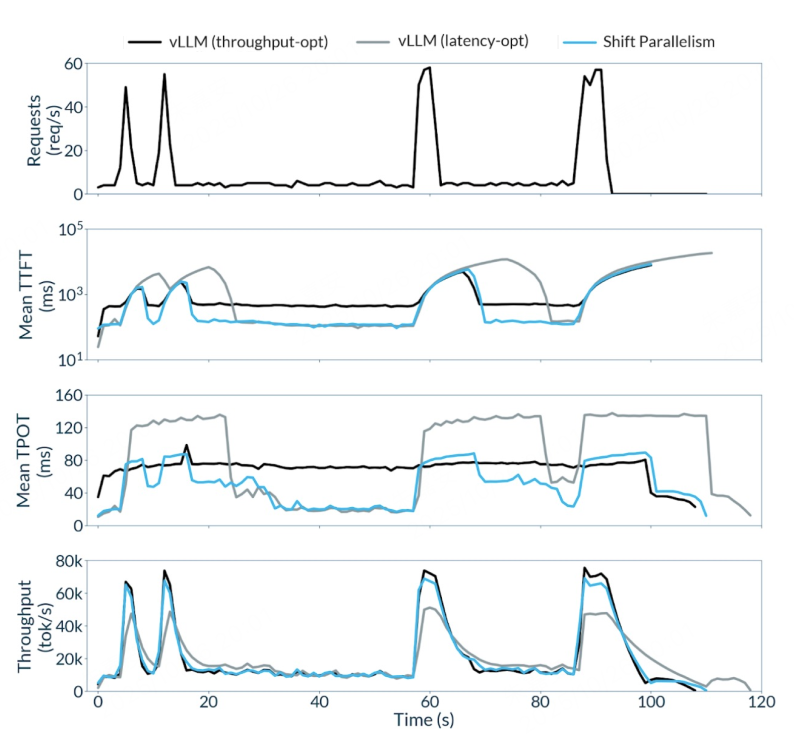 vLLM (throughput-opt) vLLM (latency-opt) Shift Parallelism
Requests
(req/s)
60
40
20
0
Mean TTFT
(ms)
10^5
10^3
10^1
Mean TPOT
(ms)
160
120
80
40
0
Throughput
(tok/s)
80k
60k
40k
20k
0
0 20 40 60 80 100 120
Time (s)